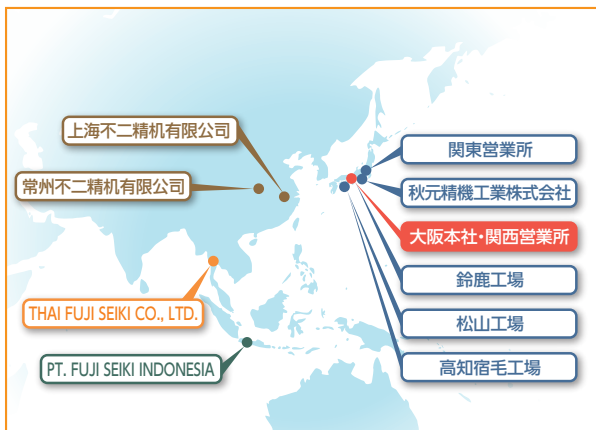 上海不二精机有限公司
常州不二精机有限公司
THAI FUJI SEIKI CO., LTD.
PT. FUJI SEIKI INDONESIA
関東営業所
秋元精機工業株式会社
大阪本社・関西営業所
鈴鹿工場
松山工場
高知宿毛工場